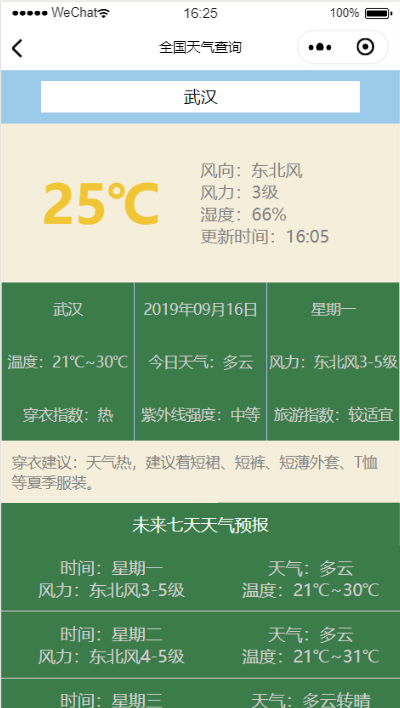 WeChat 16:25 100%
全国天气查询
武汉
25℃
风向：东北风
风力：3级
湿度：66%
更新时间：16:05
武汉 2019年09月16日 星期一
温度：21℃~30℃ 今日天气：多云 风力：东北风3-5级
穿衣指数：热 紫外线强度：中等 旅游指数：较适宜
穿衣建议：天气热，建议着短裙、短裤、短薄外套、T恤
等夏季服装。
未来七天天气预报
时间：星期一 天气：多云
风力：东北风3-5级 温度：21℃~30℃
时间：星期二 天气：多云
风力：东北风4-5级 温度：21℃~31℃
时间：星期三 天气：多云转晴